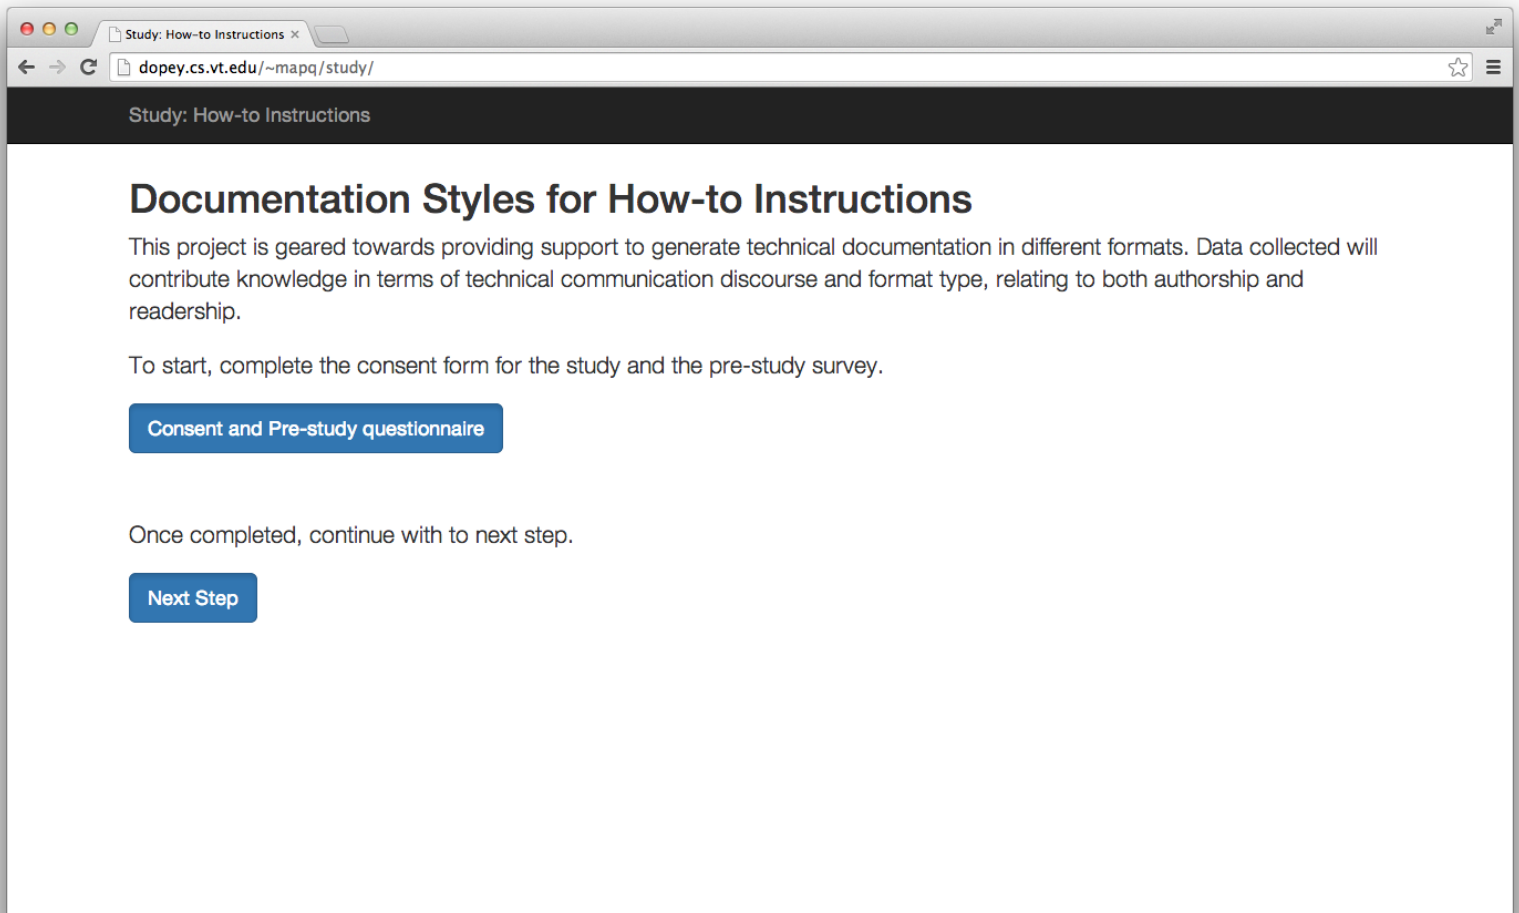 Study: How-to Instructions
dopey.cs.vt.edu/~mapq/study/
Study: How-to Instructions
Documentation Styles for How-to Instructions
This project is geared towards providing support to generate technical documentation in different formats. Data collected will
contribute knowledge in terms of technical communication discourse and format type, relating to both authorship and
readership.
To start, complete the consent form for the study and the pre-study survey.
Consent and Pre-study questionnaire
Once completed, continue with to next step.
Next Step